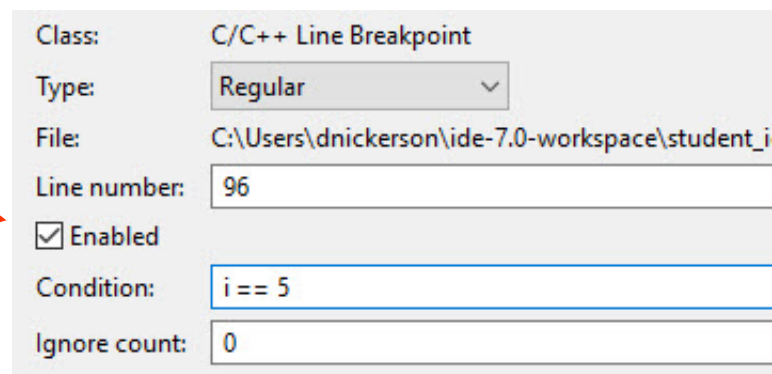 Class: C/C++ Line Breakpoint
Type: Regular
File: C:\Users\dnickerson\ide-7.0-workspace\student_i
Line number: 96
Enabled
Condition: i == 5
Ignore count: 0